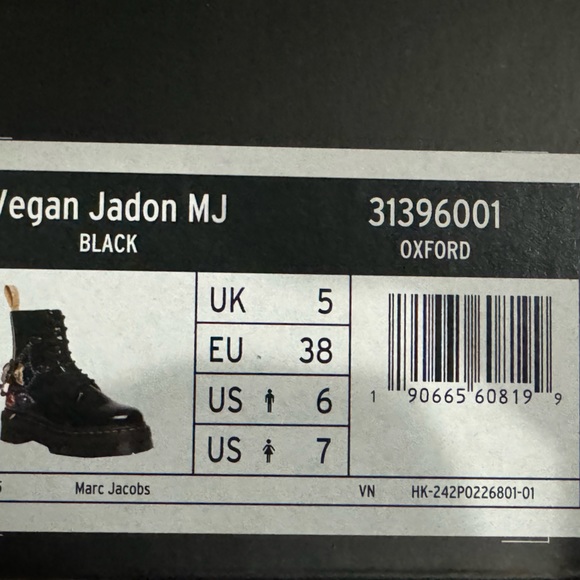 Vegan Jadon MJ
BLACK
31396001
OXFORD
UK 5
EU 38
US 6
US 7
1 90665 60819 9
Marc Jacobs
VN HK-242P0226801-01